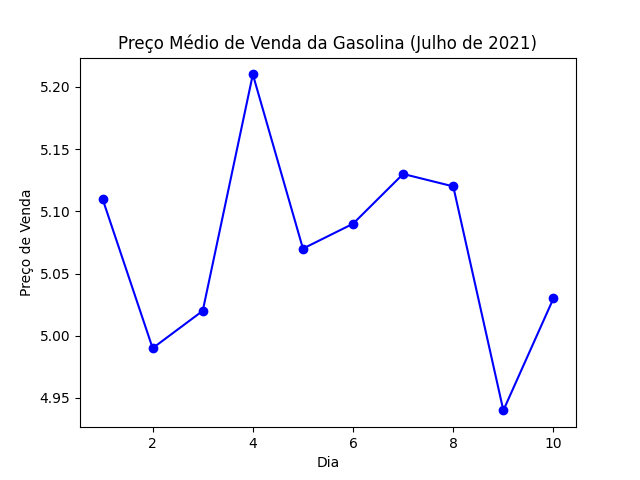 Preço Médio de Venda da Gasolina (Julho de 2021)
Preço de Venda
5.20
5.15
5.10
5.05
5.00
4.95
2 4 6 8 10
Dia